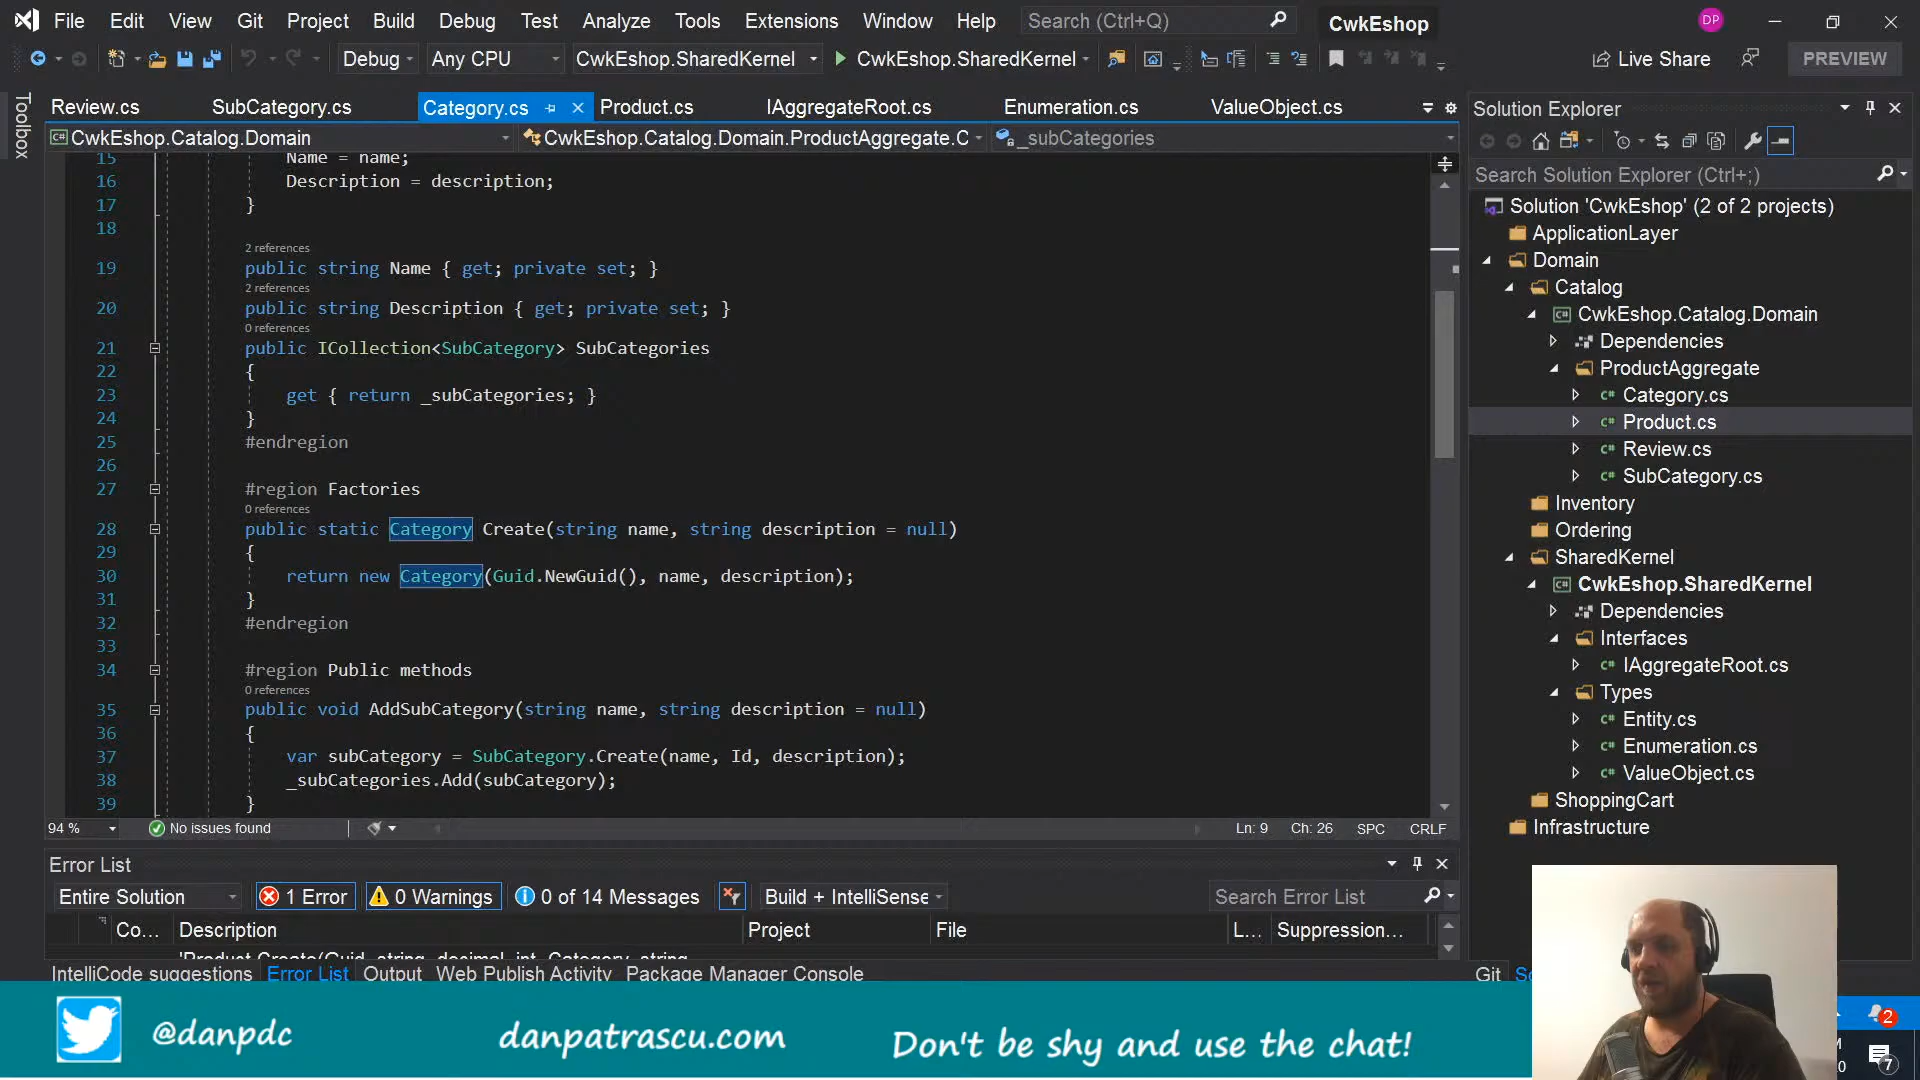 File Edit View Git Project Build Debug Test Analyze Tools Extensions Window Help Search (Ctrl+Q) CwkEshop DP
Debug Any CPU CwkEshop.SharedKernel CwkEshop.SharedKernel Live Share PREVIEW
Toolbox
Review.cs SubCategory.cs Category.cs Product.cs IAggregateRoot.cs Enumeration.cs ValueObject.cs
CwkEshop.Catalog.Domain CwkEshop.Catalog.Domain.ProductAggregate.C _subCategories
15 Name = name;
16 Description = description;
17 }
18
2 references
19 public string Name { get; private set; }
2 references
20 public string Description { get; private set; }
0 references
21 public ICollection<SubCategory> SubCategories
22 {
23 get { return _subCategories; }
24 }
25 #endregion
26
27 #region Factories
0 references
28 public static Category Create(string name, string description = null)
29 {
30 return new Category(Guid.NewGuid(), name, description);
31 }
32 #endregion
33
34 #region Public methods
0 references
35 public void AddSubCategory(string name, string description = null)
36 {
37 var subCategory = SubCategory.Create(name, Id, description);
38 _subCategories.Add(subCategory);
39 }
94 % No issues found Ln: 9 Ch: 26 SPC CRLF
Error List
Entire Solution 1 Error 0 Warnings 0 of 14 Messages Build + IntelliSense Search Error List
Co... Description Project File L... Suppression...
'Product.Create(Guid, string, decimal, int, Category, string,
IntelliCode suggestions Error List Output Web Publish Activity Package Manager Console
Solution Explorer
Search Solution Explorer (Ctrl+;)
Solution 'CwkEshop' (2 of 2 projects)
ApplicationLayer
Domain
Catalog
CwkEshop.Catalog.Domain
Dependencies
ProductAggregate
Category.cs
Product.cs
Review.cs
SubCategory.cs
Inventory
Ordering
SharedKernel
CwkEshop.SharedKernel
Dependencies
Interfaces
IAggregateRoot.cs
Types
Entity.cs
Enumeration.cs
ValueObject.cs
ShoppingCart
Infrastructure
Git
@danpdc danpatrascu.com Don't be shy and use the chat!
2
7